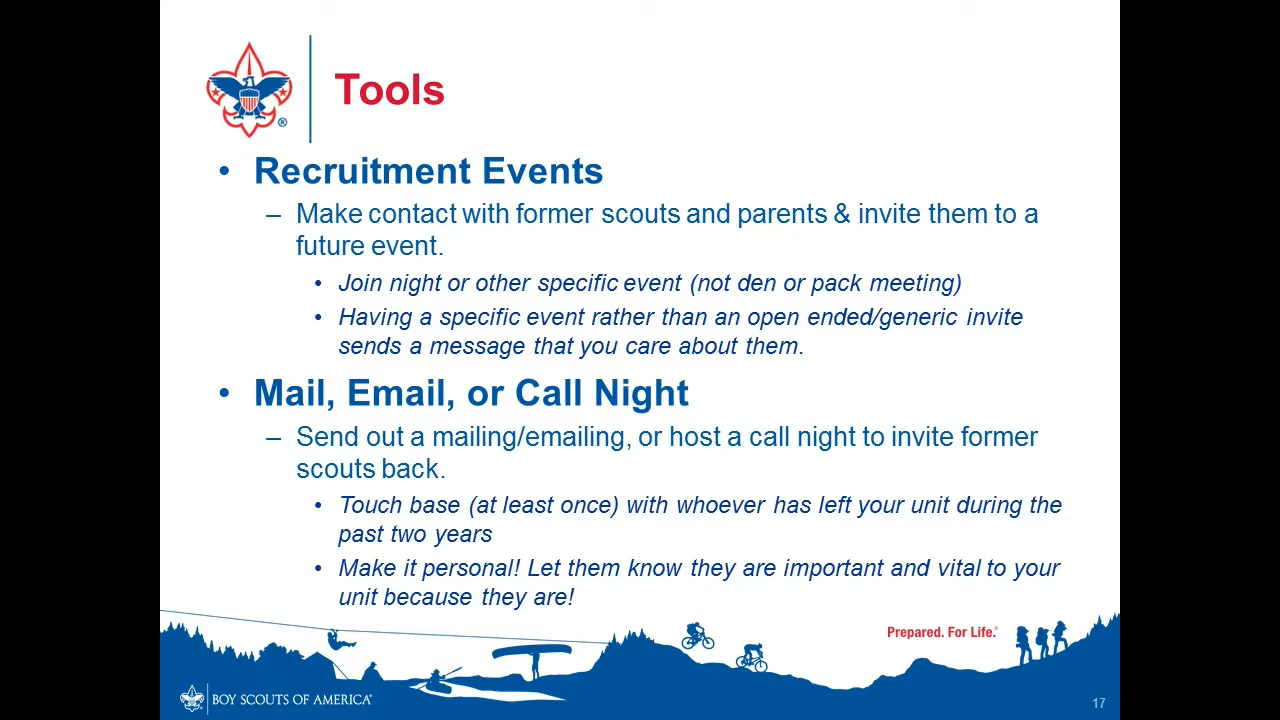 Tools
• Recruitment Events
– Make contact with former scouts and parents & invite them to a
future event.
• Join night or other specific event (not den or pack meeting)
• Having a specific event rather than an open ended/generic invite
sends a message that you care about them.
• Mail, Email, or Call Night
– Send out a mailing/emailing, or host a call night to invite former
scouts back.
• Touch base (at least once) with whoever has left your unit during the
past two years
• Make it personal! Let them know they are important and vital to your
unit because they are!
Prepared. For Life.®
BOY SCOUTS OF AMERICA®
17